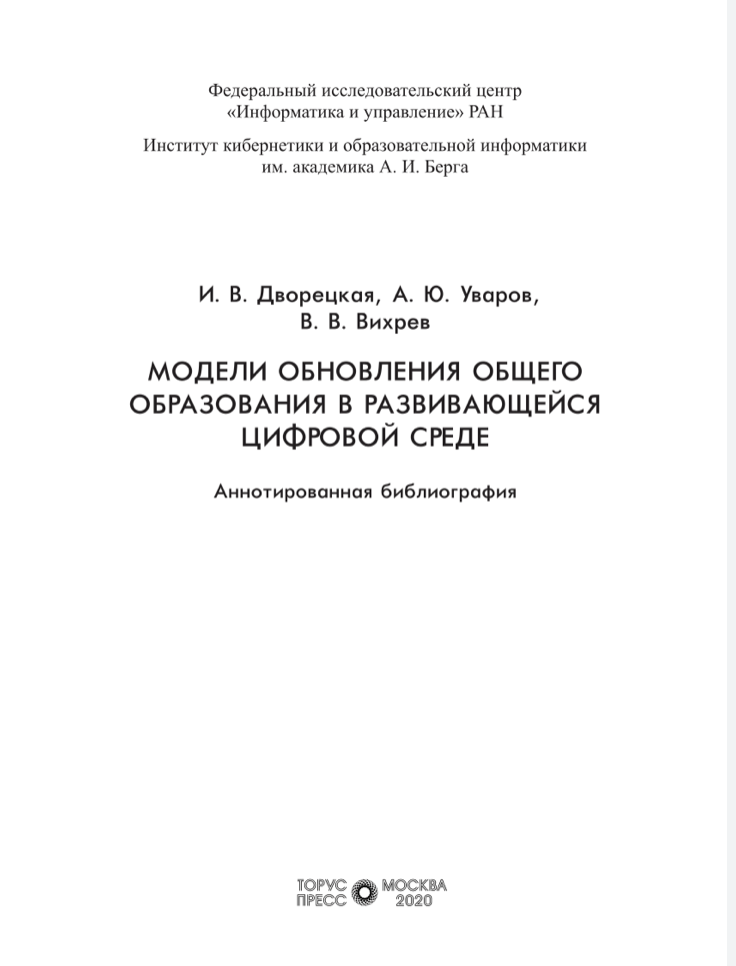 Федеральный исследовательский центр
«Информатика и управление» РАН
Институт кибернетики и образовательной информатики
им. академика А. И. Берга
И. В. Дворецкая, А. Ю. Уваров,
В. В. Вихрев
МОДЕЛИ ОБНОВЛЕНИЯ ОБЩЕГО
ОБРАЗОВАНИЯ В РАЗВИВАЮЩЕЙСЯ
ЦИФРОВОЙ СРЕДЕ
Аннотированная библиография
ТОРУС МОСКВА
ПРЕСС 2020